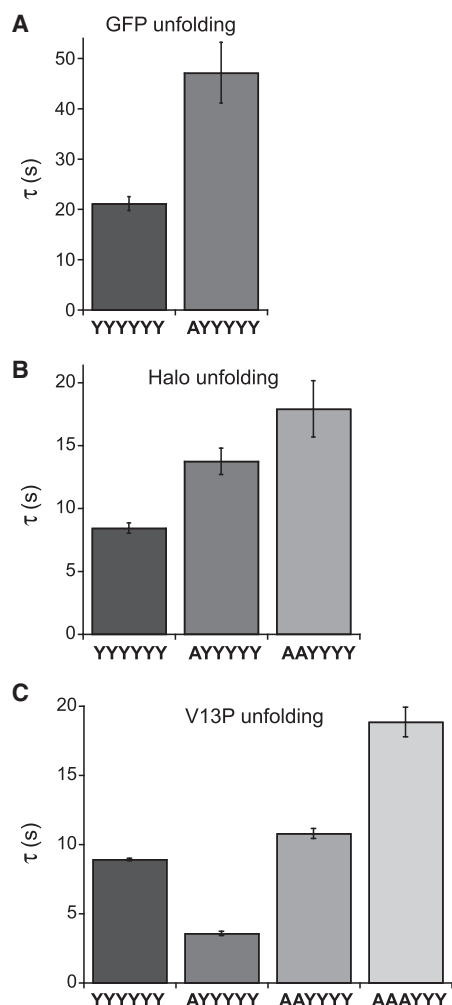 A
GFP unfolding
50
40
30
20
10
0
τ (s)
YYYYYY AYYYYY
B
Halo unfolding
20
15
10
5
0
τ (s)
YYYYYY AYYYYY AAYYYY
C
V13P unfolding
20
15
10
5
0
τ (s)
YYYYYY AYYYYY AAYYYY AAAYYY